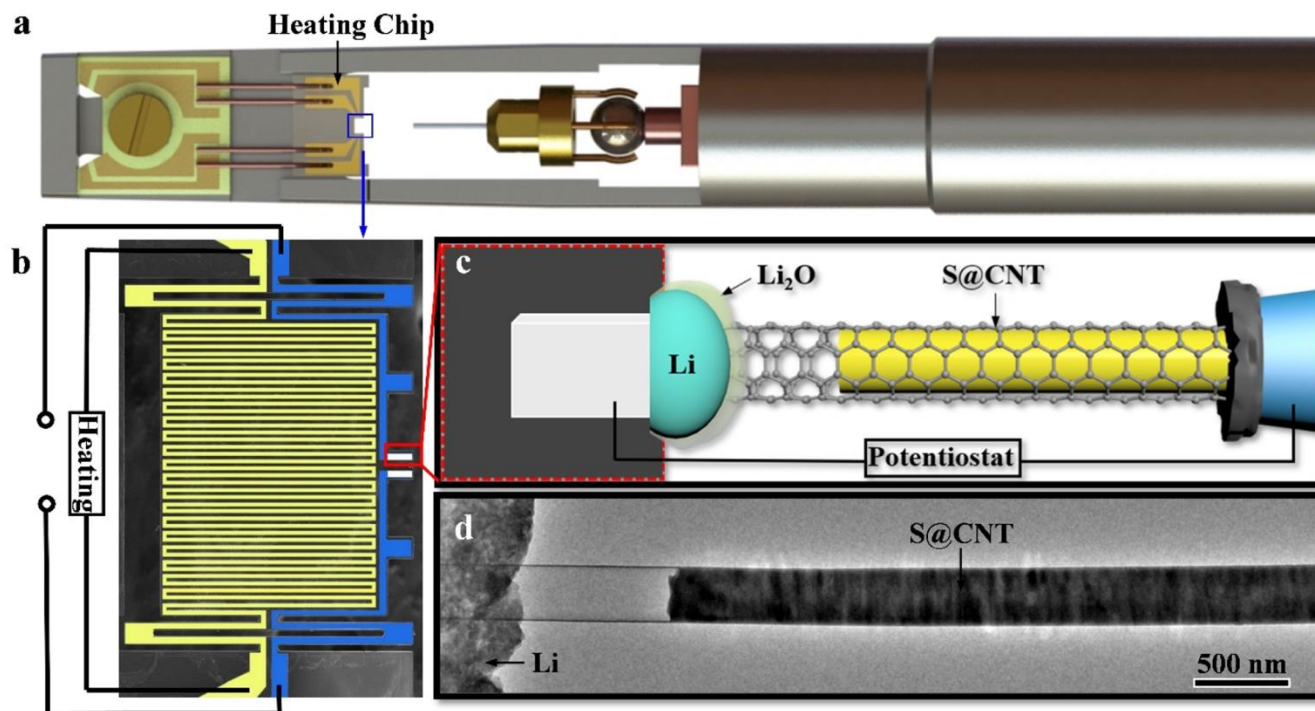 a
Heating Chip
b
Heating
c
Li₂O
S@CNT
Li
Potentiostat
d
S@CNT
Li
500 nm